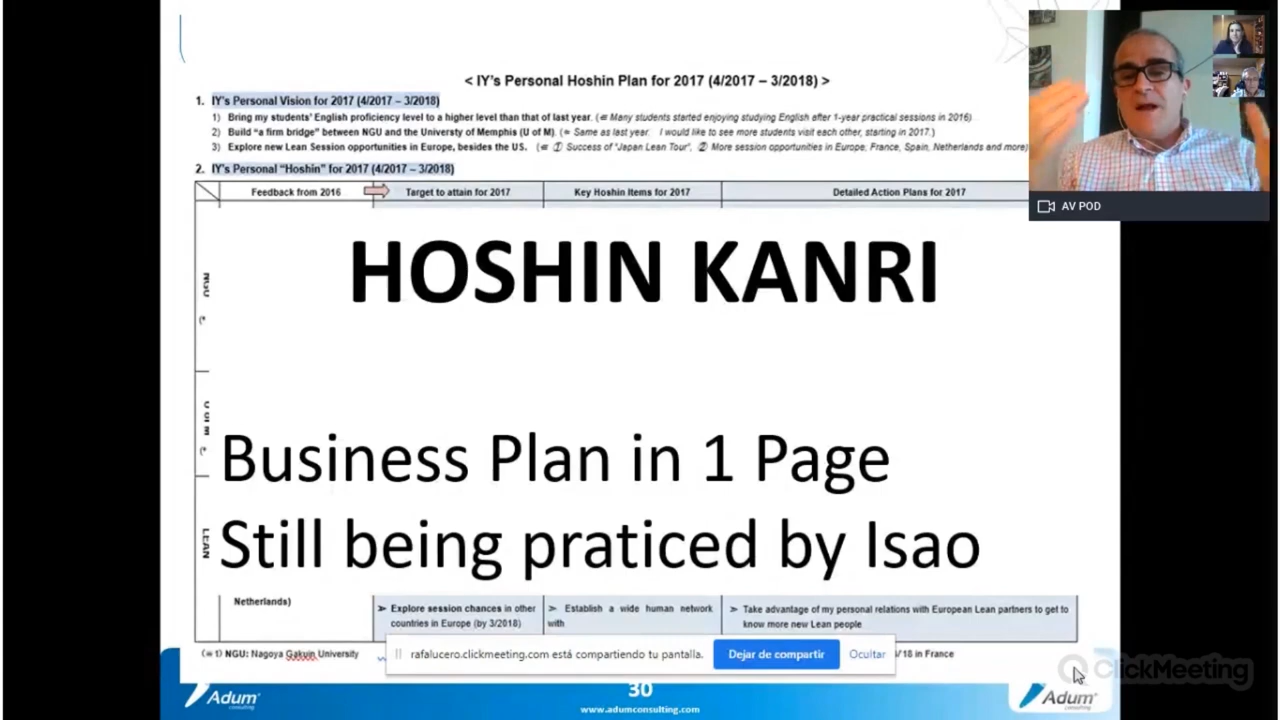 < IY's Personal Hoshin Plan for 2017 (4/2017 – 3/2018) >
1. IY's Personal Vision for 2017 (4/2017 – 3/2018)
1) Bring my students' English proficiency level to a higher level than that of last year. (⇐ Many students started enjoying studying English after 1-year practical sessions in 2016)
2) Build "a firm bridge" between NGU and the Universty of Memphis (U of M). (≒ Same as last year. I would like to see more students visit each other, starting in 2017.)
3) Explore new Lean Session opportunities in Europe, besides the US. (⇐ ① Success of "Japan Lean Tour", ② More session opportunities in Europe, France, Spain, Netherlands and more)
2. IY's Personal "Hoshin" for 2017 (4/2017 – 3/2018)
Feedback from 2016 Target to attain for 2017 Key Hoshin Items for 2017 Detailed Action Plans for 2017
AV POD
HOSHIN KANRI
NGU
Business Plan in 1 Page
Still being praticed by Isao
LEAN
Netherlands)
➢ Explore session chances in other countries in Europe (by 3/2018)
➢ Establish a wide human network with
➢ Take advantage of my personal relations with European Lean partners to get to know more new Lean people
(※1) NGU: Nagoya Gakuin University
/18 in France
rafalucero.clickmeeting.com está compartiendo tu pantalla. Dejar de compartir Ocultar
ClickMeeting
Adum consulting
30
www.adumconsulting.com
Adum consulting